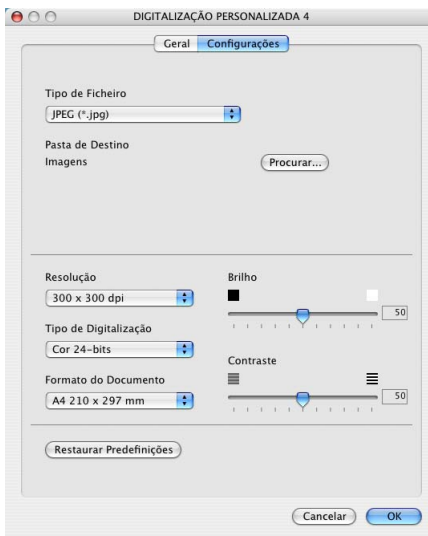 DIGITALIZAÇÃO PERSONALIZADA 4
Geral Configurações
Tipo de Ficheiro
JPEG (*.jpg)
Pasta de Destino
Imagens Procurar...
Resolução
300 x 300 dpi
Tipo de Digitalização
Cor 24-bits
Formato do Documento
A4 210 x 297 mm
Brilho
50
Contraste
50
Restaurar Predefinições
Cancelar OK